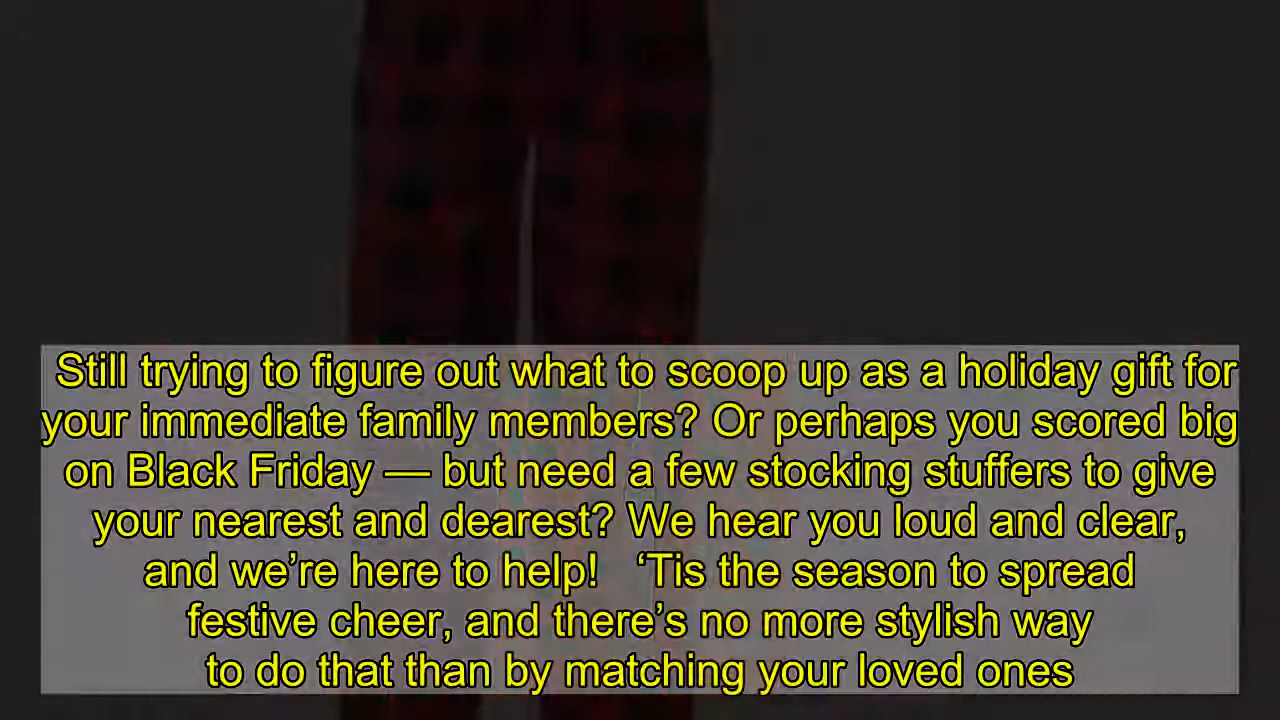 Still trying to figure out what to scoop up as a holiday gift for
your immediate family members? Or perhaps you scored big
on Black Friday — but need a few stocking stuffers to give
your nearest and dearest? We hear you loud and clear,
and we’re here to help!   ‘Tis the season to spread
festive cheer, and there’s no more stylish way
to do that than by matching your loved ones